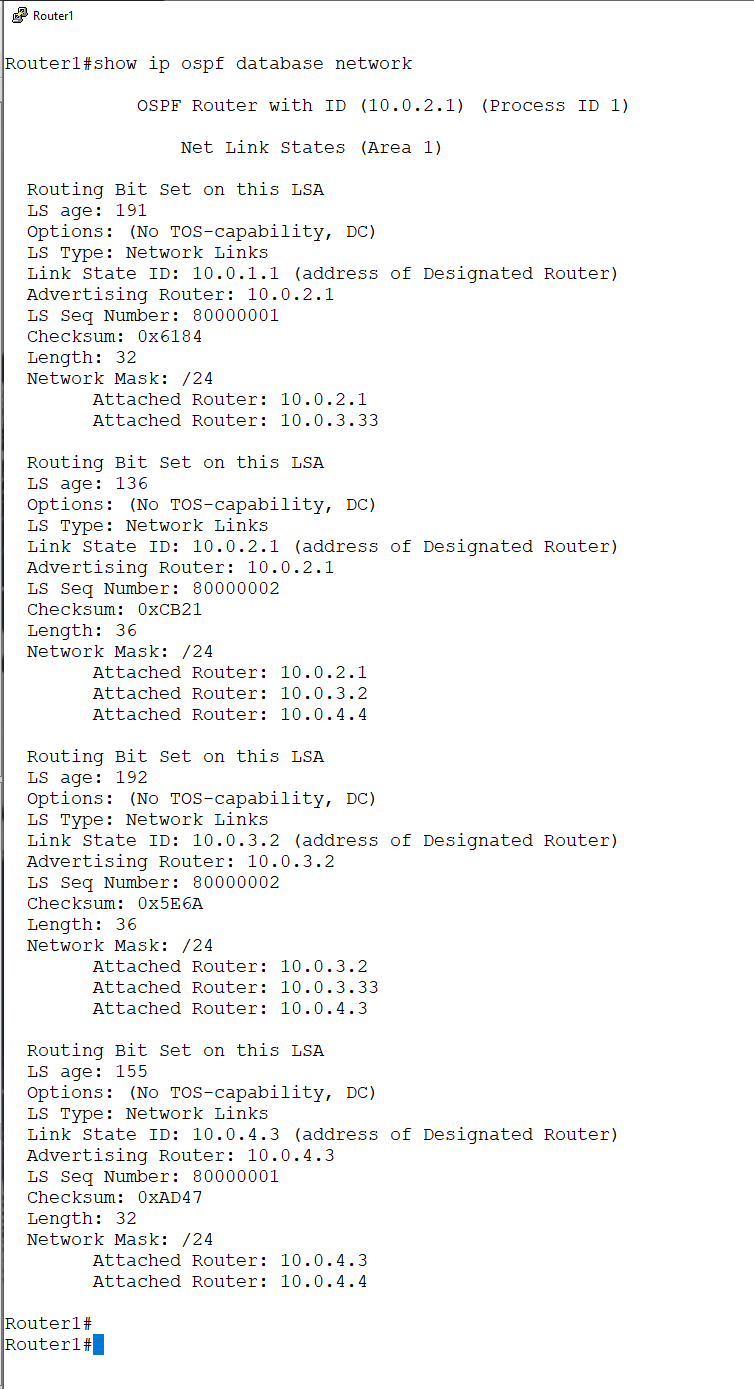 Router1
Router1#show ip ospf database network
OSPF Router with ID (10.0.2.1) (Process ID 1)
Net Link States (Area 1)
Routing Bit Set on this LSA
LS age: 191
Options: (No TOS-capability, DC)
LS Type: Network Links
Link State ID: 10.0.1.1 (address of Designated Router)
Advertising Router: 10.0.2.1
LS Seq Number: 80000001
Checksum: 0x6184
Length: 32
Network Mask: /24
Attached Router: 10.0.2.1
Attached Router: 10.0.3.33
Routing Bit Set on this LSA
LS age: 136
Options: (No TOS-capability, DC)
LS Type: Network Links
Link State ID: 10.0.2.1 (address of Designated Router)
Advertising Router: 10.0.2.1
LS Seq Number: 80000002
Checksum: 0xCB21
Length: 36
Network Mask: /24
Attached Router: 10.0.2.1
Attached Router: 10.0.3.2
Attached Router: 10.0.4.4
Routing Bit Set on this LSA
LS age: 192
Options: (No TOS-capability, DC)
LS Type: Network Links
Link State ID: 10.0.3.2 (address of Designated Router)
Advertising Router: 10.0.3.2
LS Seq Number: 80000002
Checksum: 0x5E6A
Length: 36
Network Mask: /24
Attached Router: 10.0.3.2
Attached Router: 10.0.3.33
Attached Router: 10.0.4.3
Routing Bit Set on this LSA
LS age: 155
Options: (No TOS-capability, DC)
LS Type: Network Links
Link State ID: 10.0.4.3 (address of Designated Router)
Advertising Router: 10.0.4.3
LS Seq Number: 80000001
Checksum: 0xAD47
Length: 32
Network Mask: /24
Attached Router: 10.0.4.3
Attached Router: 10.0.4.4
Router1#
Router1#